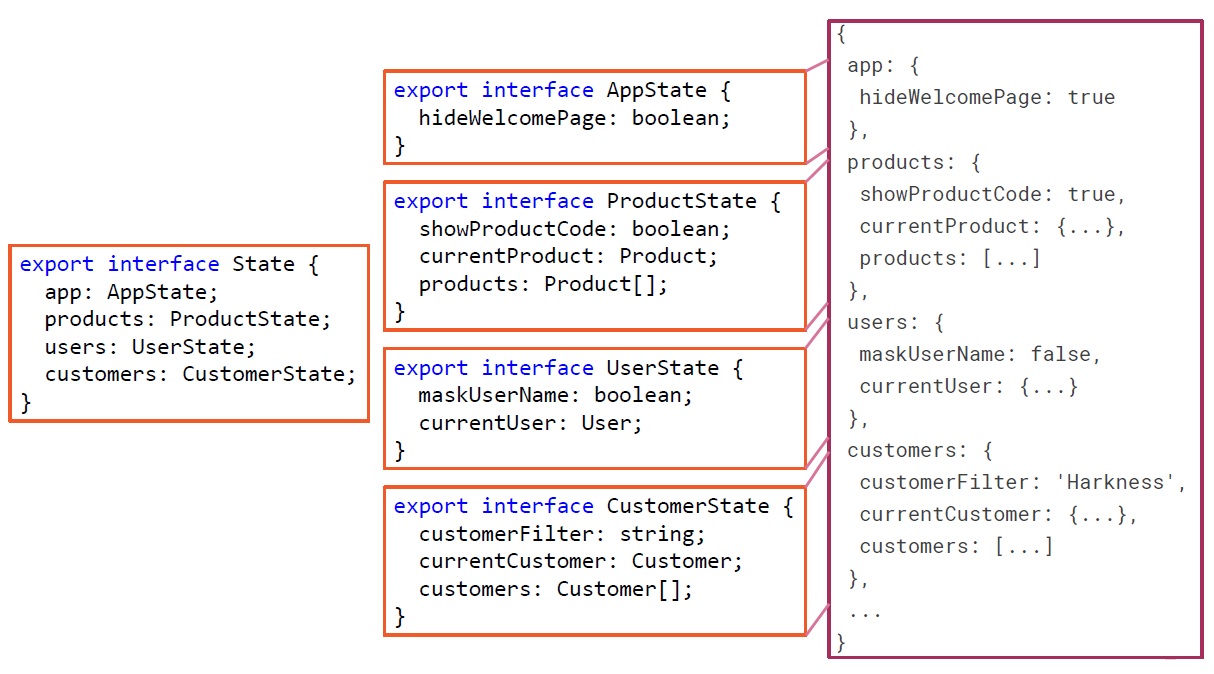 export interface State {
  app: AppState;
  products: ProductState;
  users: UserState;
  customers: CustomerState;
}
export interface AppState {
  hideWelcomePage: boolean;
}
export interface ProductState {
  showProductCode: boolean;
  currentProduct: Product;
  products: Product[];
}
export interface UserState {
  maskUserName: boolean;
  currentUser: User;
}
export interface CustomerState {
  customerFilter: string;
  currentCustomer: Customer;
  customers: Customer[];
}
{
 app: {
  hideWelcomePage: true
 },
 products: {
  showProductCode: true,
  currentProduct: {...},
  products: [...]
 },
 users: {
  maskUserName: false,
  currentUser: {...}
 },
 customers: {
  customerFilter: 'Harkness',
  currentCustomer: {...},
  customers: [...]
 },
 ...
}